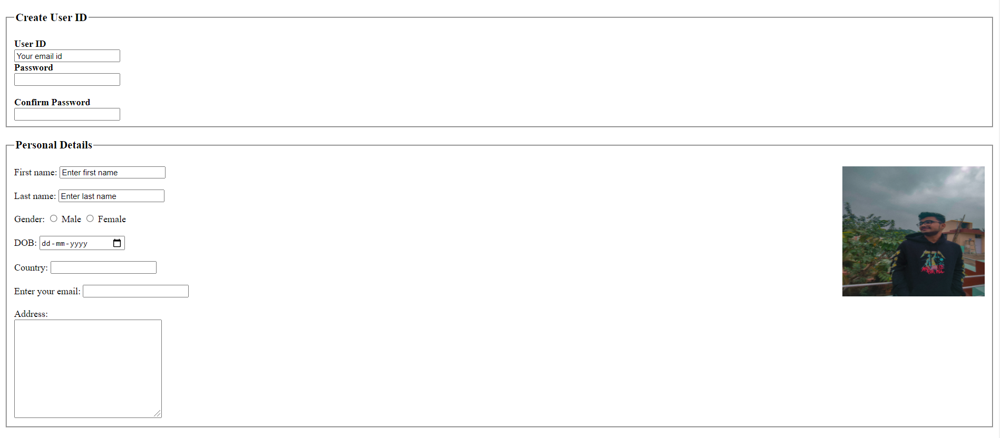 Create User ID
User ID
Your email id
Password
Confirm Password
Personal Details
First name: Enter first name
Last name: Enter last name
Gender: Male Female
DOB: dd-mm-yyyy
Country:
Enter your email:
Address: